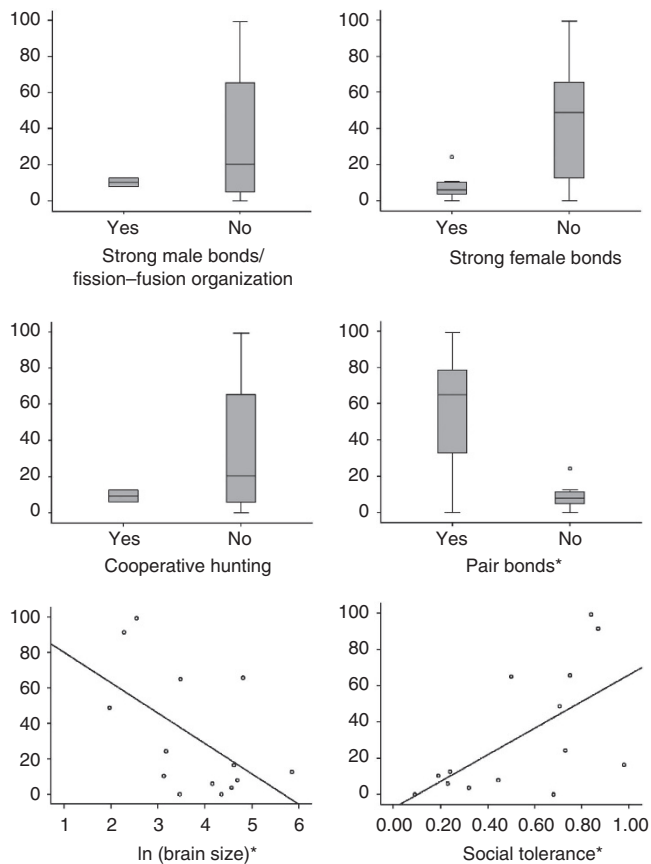 100
80
60
40
20
0
Yes
No
Strong male bonds/
fission–fusion organization
100
80
60
40
20
0
Yes
No
Strong female bonds
100
80
60
40
20
0
Yes
No
Cooperative hunting
100
80
60
40
20
0
Yes
No
Pair bonds*
100
80
60
40
20
0
1 2 3 4 5 6
ln (brain size)*
100
80
60
40
20
0
0.00 0.20 0.40 0.60 0.80 1.00
Social tolerance*